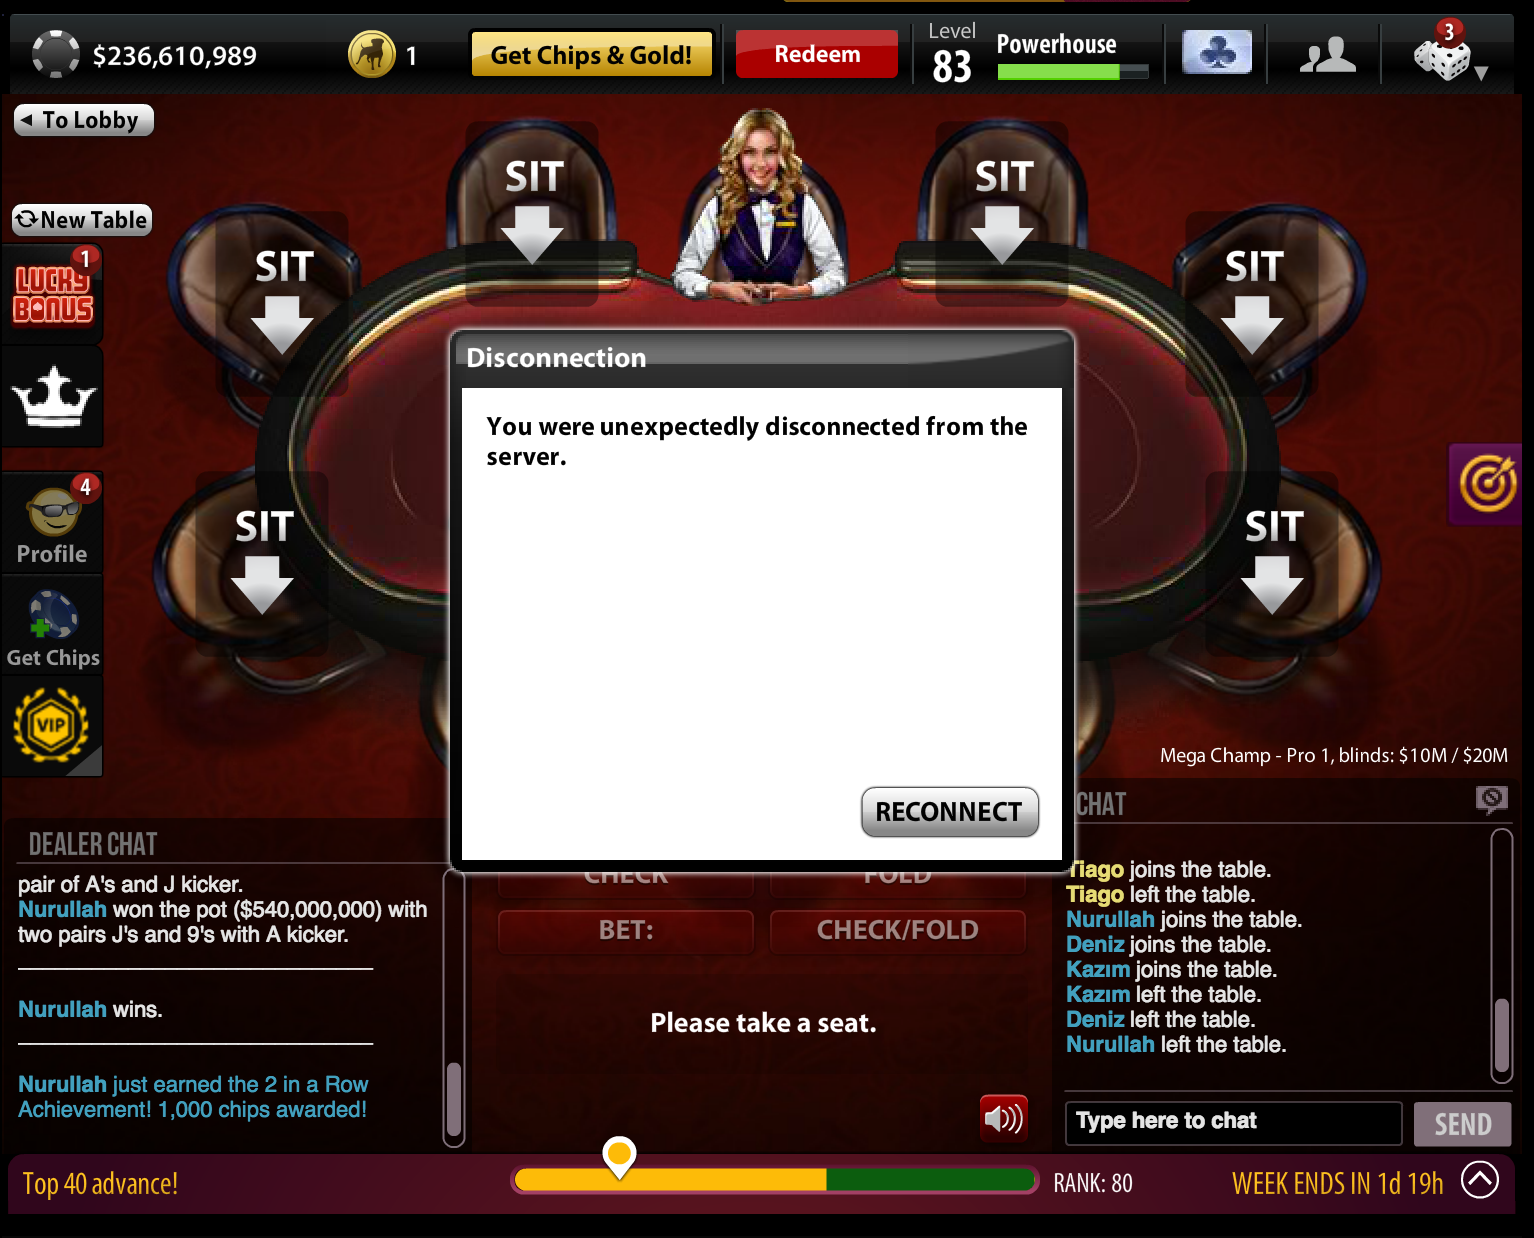 $236,610,989
1
Get Chips & Gold!
Redeem
Level
83
Powerhouse
3
To Lobby
New Table
SIT
SIT
SIT
SIT
SIT
SIT
1
LUCKY
BONUS
4
Profile
Get Chips
VIP
Disconnection
You were unexpectedly disconnected from the
server.
RECONNECT
Mega Champ - Pro 1, blinds: $10M / $20M
DEALER CHAT
pair of A's and J kicker.
Nurullah won the pot ($540,000,000) with
two pairs J's and 9's with A kicker.
Nurullah wins.
Nurullah just earned the 2 in a Row
Achievement! 1,000 chips awarded!
CHECK
FOLD
BET:
CHECK/FOLD
Please take a seat.
CHAT
Tiago joins the table.
Tiago left the table.
Nurullah joins the table.
Deniz joins the table.
Kazım joins the table.
Kazım left the table.
Deniz left the table.
Nurullah left the table.
Type here to chat
SEND
Top 40 advance!
RANK: 80
WEEK ENDS IN 1d 19h